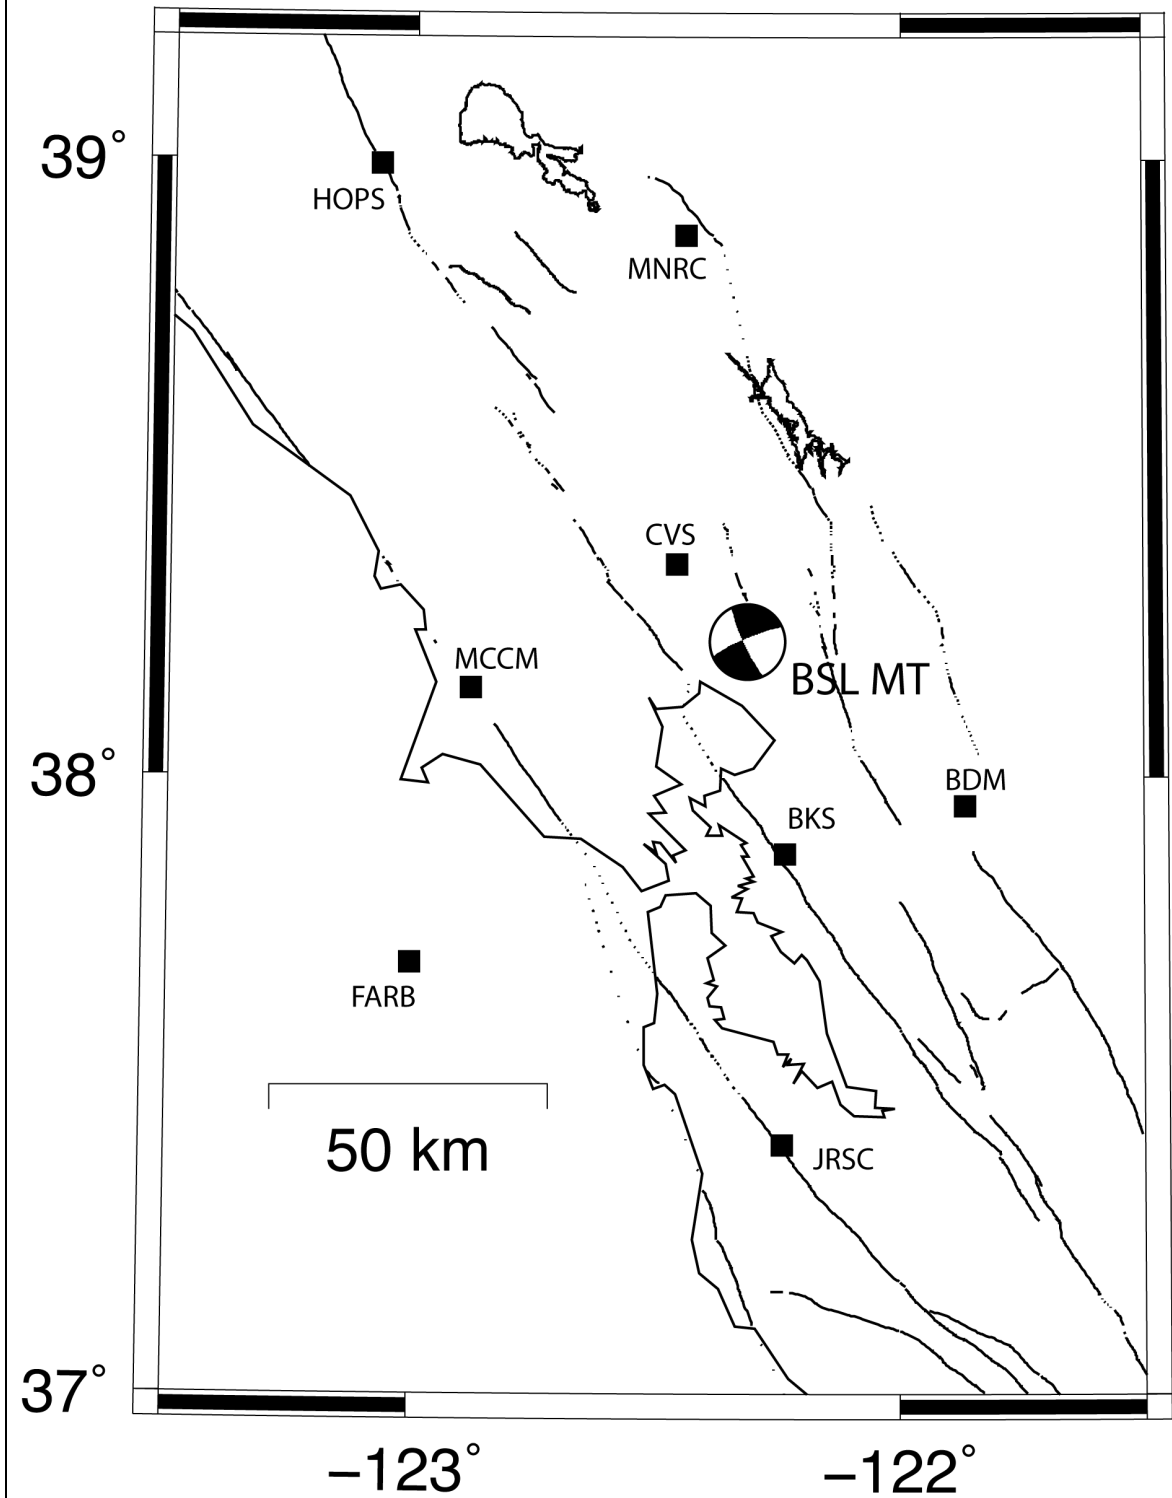 39°
HOPS
MNRC
CVS
MCCM
BSL MT
38°
BDM
BKS
FARB
50 km
JRSC
37°
−123°
−122°